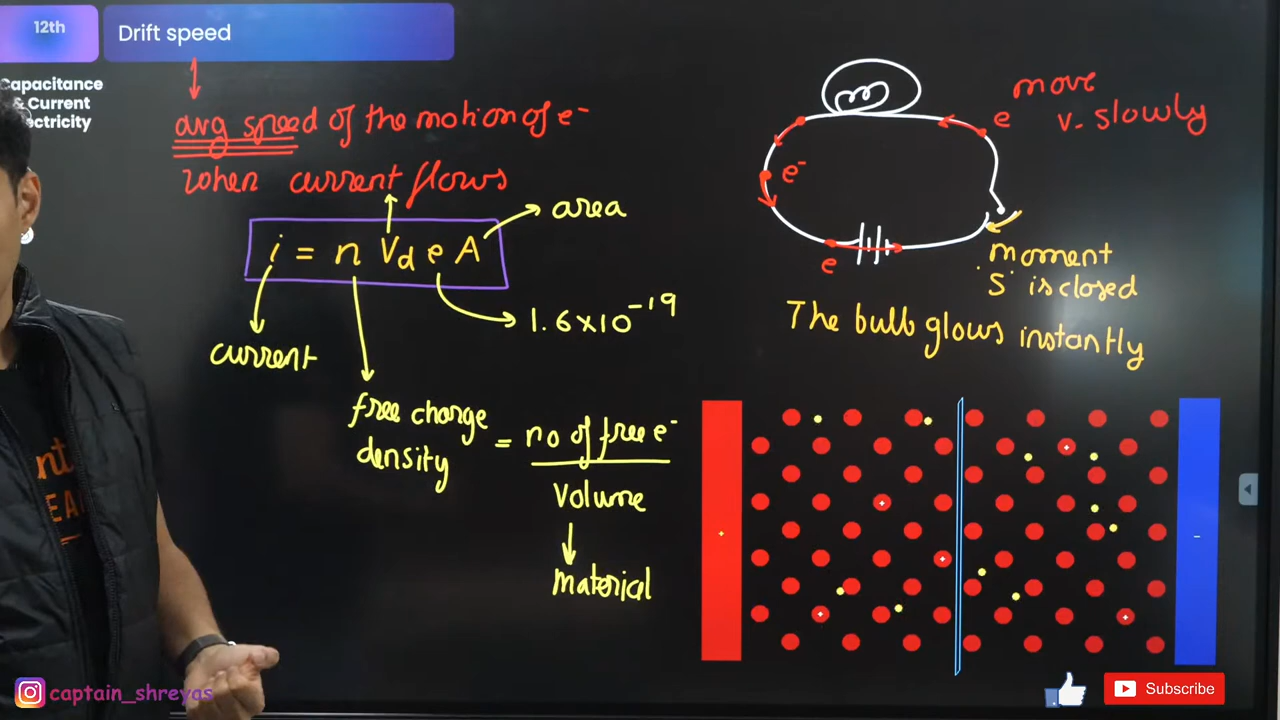 12th
Drift speed
Capacitance
& Current
ectricity
avg speed of the motion of e-
when current flows
i = n Vd e A
area
1.6×10^-19
current
free charge
density
= no of free e-
volume
material
e
move
v. slowly
e-
e
moment
'S' is closed
The bulb glows instantly
+
-
captain_shreyas
Subscribe